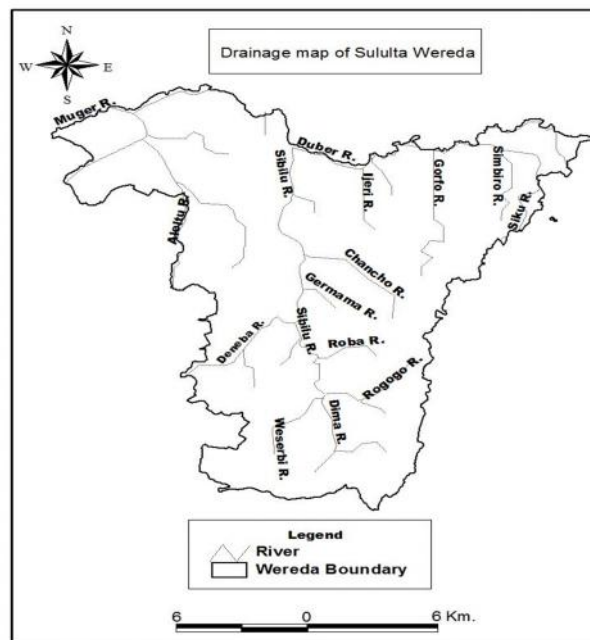 Drainage map of Sululta Wereda
N
W E
S
Muger R.
Duber R.
Sibilu R.
Ijeri R.
Gorfo R.
Simbiro R.
Siku R.
Aleltu R.
Chancho R.
Germama R.
Sibilu R.
Deneba R.
Roba R.
Rogogo R.
Dima R.
Weserbi R.
Legend
River
Wereda Boundary
6 0 6 Km.